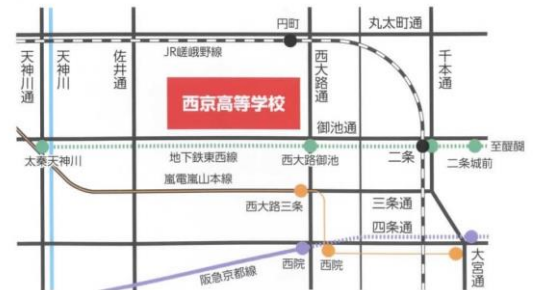 円町
丸太町通
JR嵯峨野線
天神川通
天神川
佐井通
西大路通
千本通
西京高等学校
御池通
太秦天神川
地下鉄東西線
西大路御池
二条
二条城前
至醍醐
嵐電嵐山本線
西大路三条
三条通
四条通
阪急京都線
西院
西院
大宮通